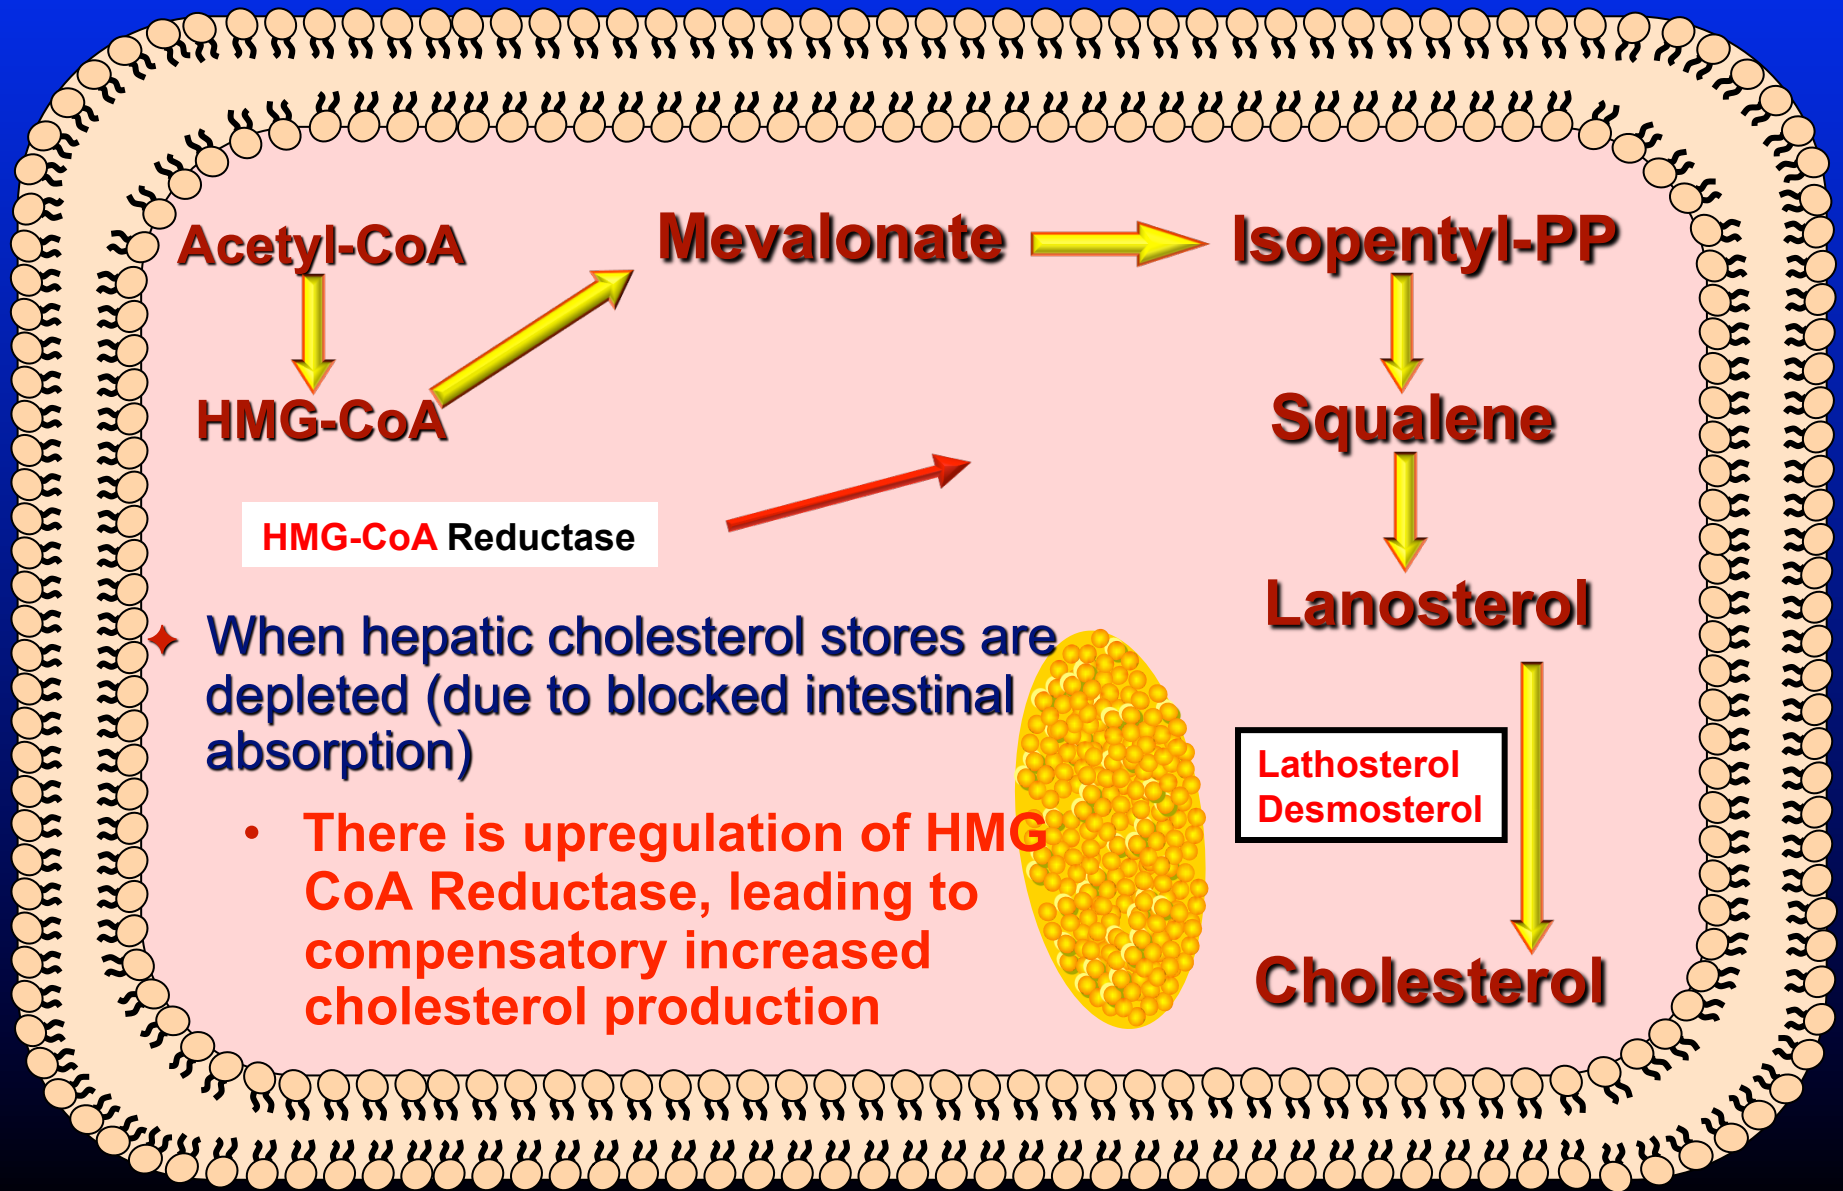 Acetyl-CoA
Mevalonate
Isopentyl-PP
HMG-CoA
Squalene
HMG-CoA Reductase
Lanosterol
When hepatic cholesterol stores are
depleted (due to blocked intestinal
absorption)
• There is upregulation of HMG
CoA Reductase, leading to
compensatory increased
cholesterol production
Lathosterol
Desmosterol
Cholesterol